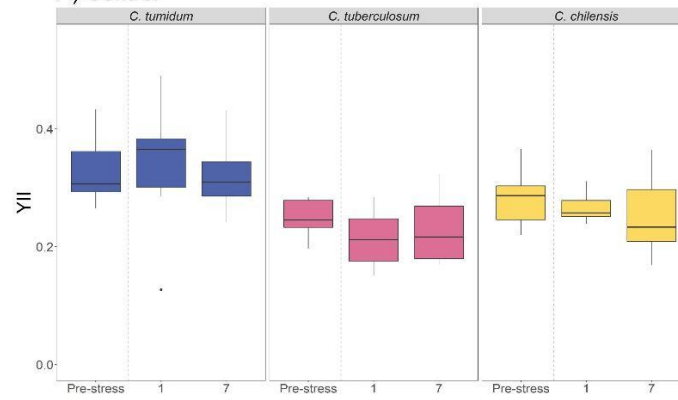 C. tumidum C. tuberculosum C. chilensis
0.4
YII
0.2
0.0
Pre-stress 1 7 Pre-stress 1 7 Pre-stress 1 7